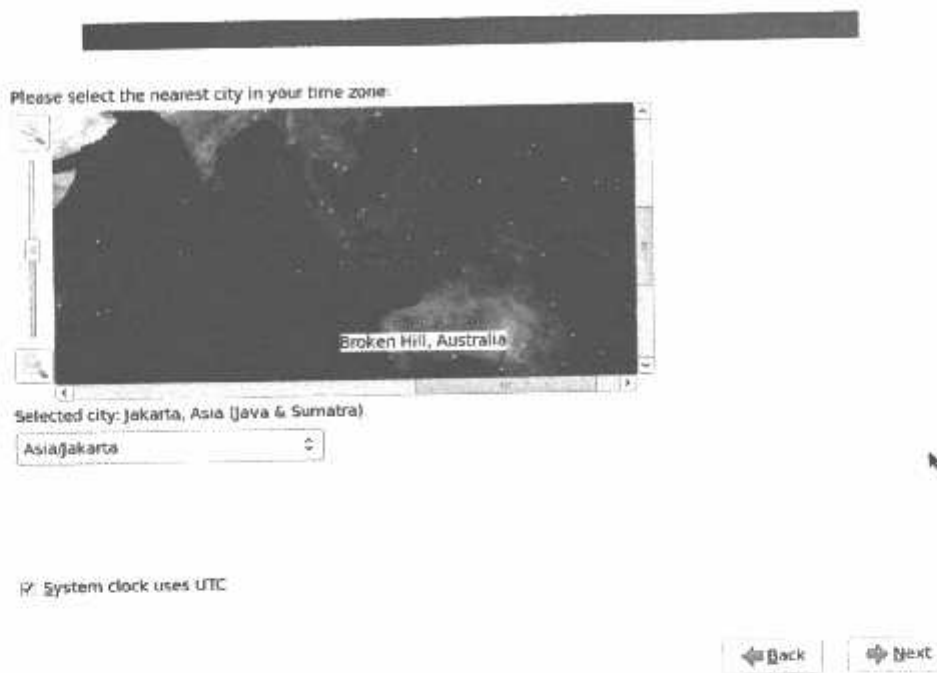 Please select the nearest city in your time zone:
Broken Hill, Australia
Selected city: Jakarta, Asia (Java & Sumatra)
Asia/Jakarta
System clock uses UTC
Back
Next